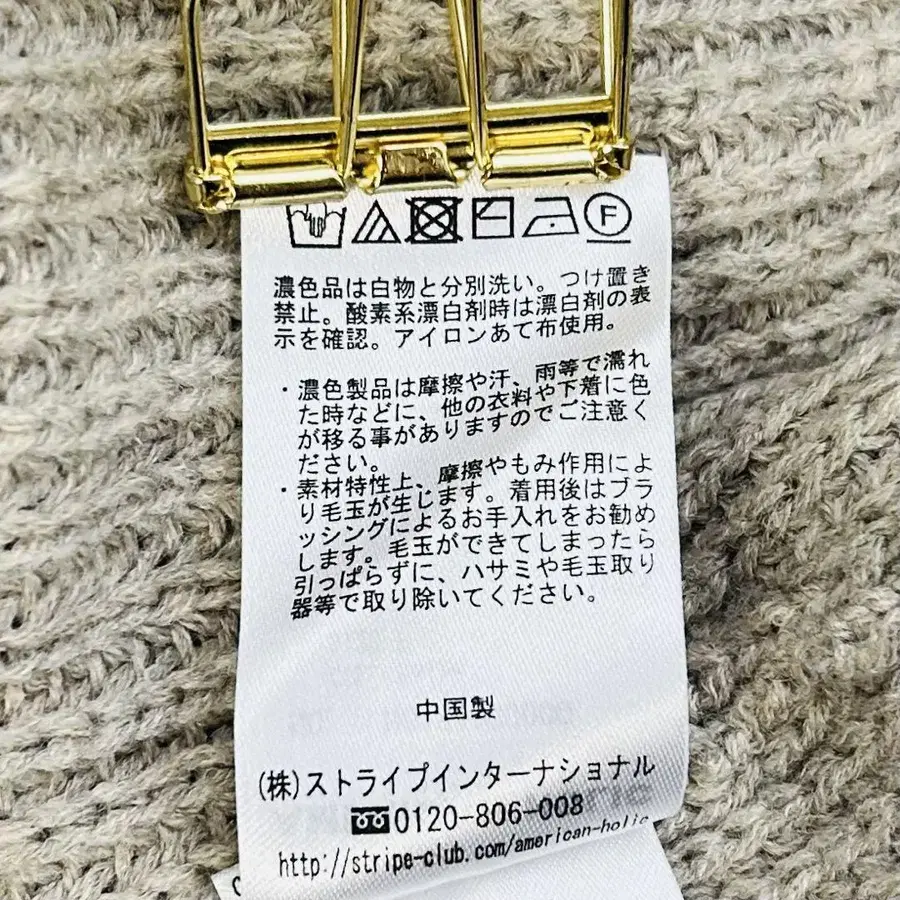 F
濃色品は白物と分別洗い。つけ置き
禁止。酸素系漂白剤時は漂白剤の表
示を確認。アイロンあて布使用。
・濃色製品は摩擦や汗、雨等で濡れ
た時などに、他の衣料や下着に色
が移る事がありますのでご注意く
ださい。
・素材特性上、摩擦やもみ作用によ
り毛玉が生じます。着用後はブラ
ッシングによるお手入れをお勧め
します。毛玉ができてしまったら
引っぱらずに、ハサミや毛玉取り
器等で取り除いてください。
中国製
(株)ストライプインターナショナル
0120-806-008
http://stripe-club.com/american-holic